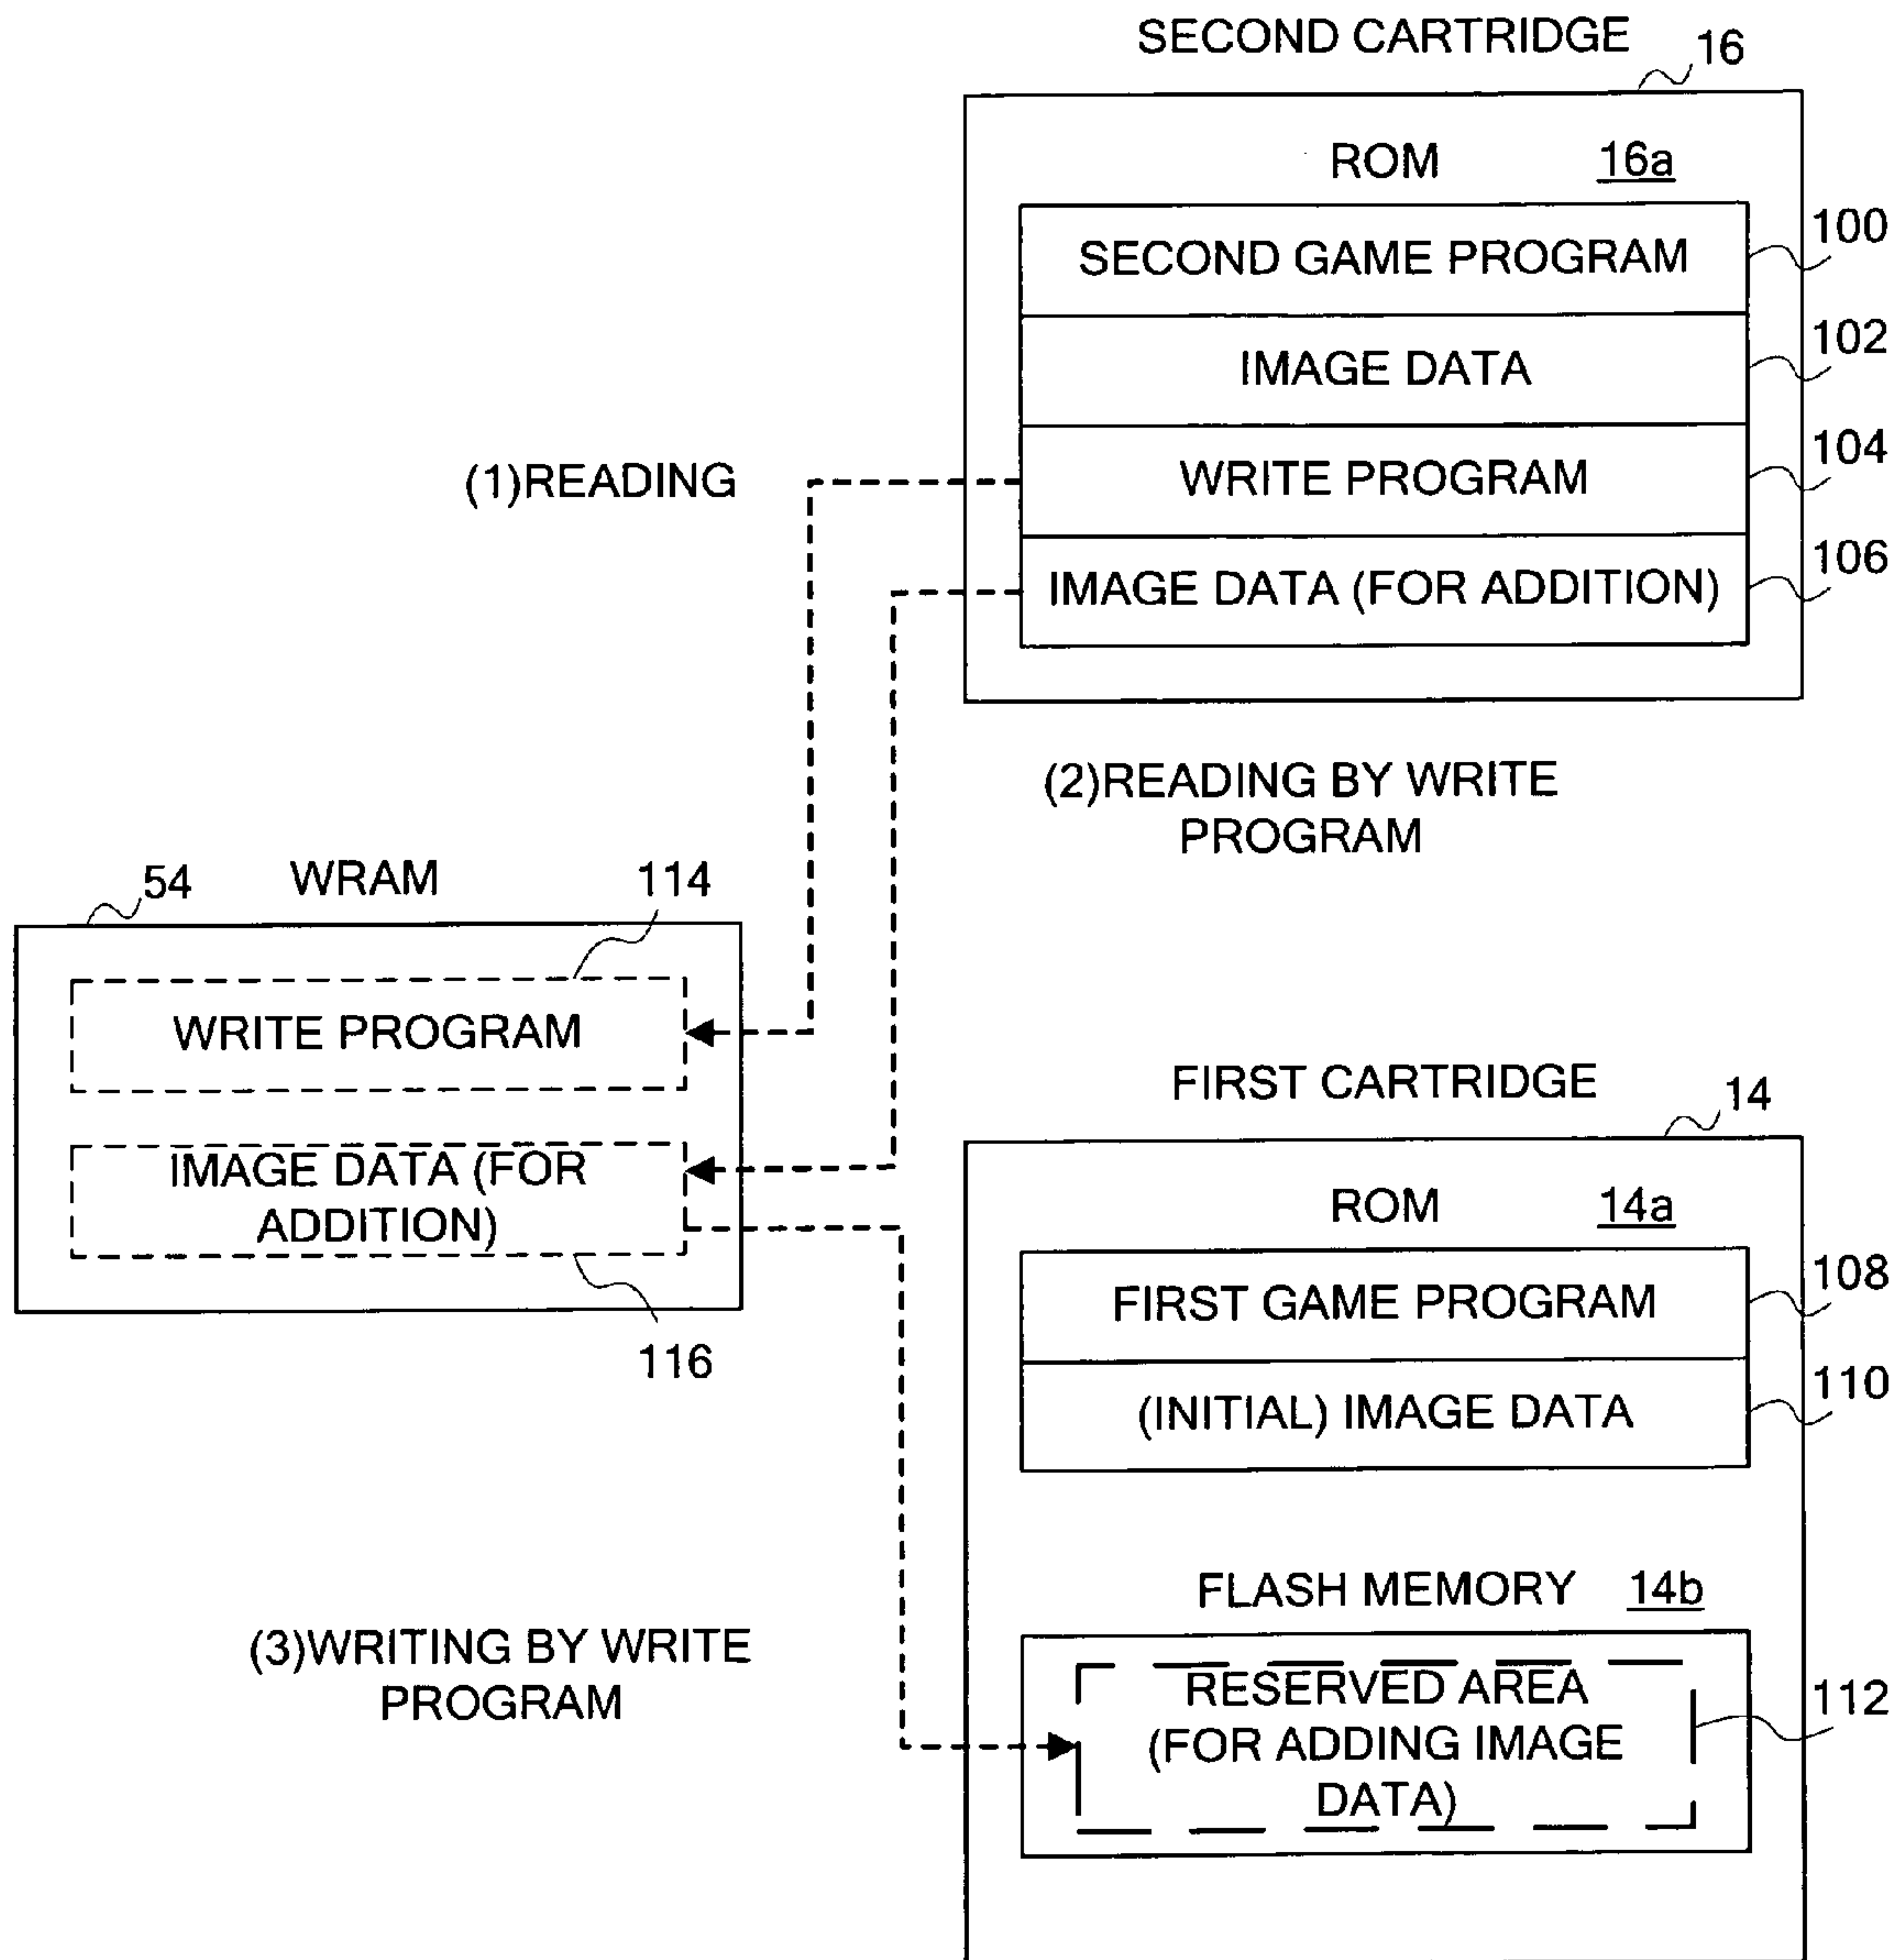 SECOND CARTRIDGE 16
ROM 16a
SECOND GAME PROGRAM 100
IMAGE DATA 102
WRITE PROGRAM 104
IMAGE DATA (FOR ADDITION) 106
(1)READING
(2)READING BY WRITE
PROGRAM
54 WRAM 114
WRITE PROGRAM
IMAGE DATA (FOR
ADDITION)
116
FIRST CARTRIDGE 14
ROM 14a
FIRST GAME PROGRAM 108
(INITIAL) IMAGE DATA 110
FLASH MEMORY 14b
RESERVED AREA
(FOR ADDING IMAGE
DATA)
112
(3)WRITING BY WRITE
PROGRAM